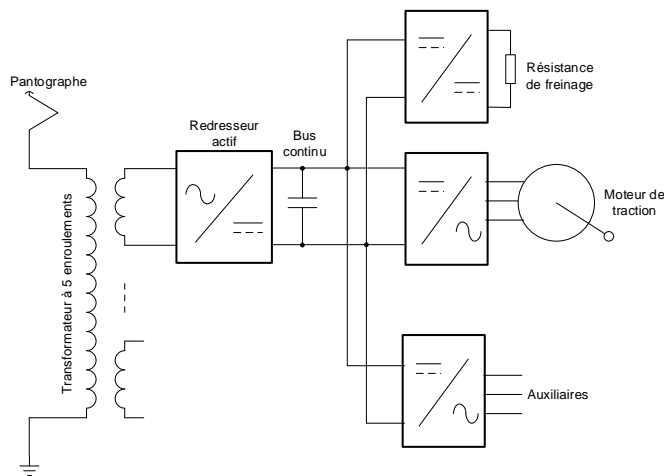 Pantographe
Transformateur à 5 enroulements
Redresseur
actif
Bus
continu
Résistance
de freinage
Moteur de
traction
Auxiliaires